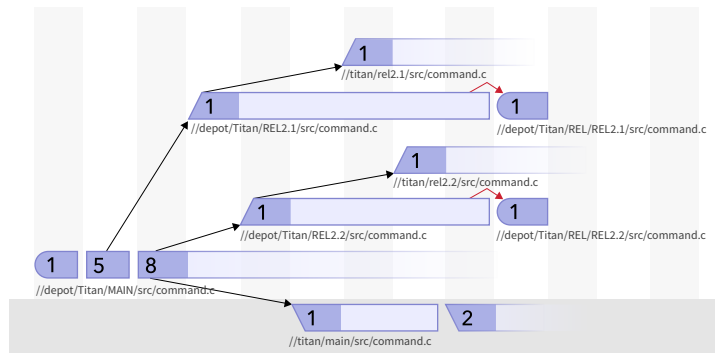 1
//titan/rel2.1/src/command.c
1 1
//depot/Titan/REL2.1/src/command.c //depot/Titan/REL/REL2.1/src/command.c
1
//titan/rel2.2/src/command.c
1 1
//depot/Titan/REL2.2/src/command.c //depot/Titan/REL/REL2.2/src/command.c
1 5 8
//depot/Titan/MAIN/src/command.c
1 2
//titan/main/src/command.c